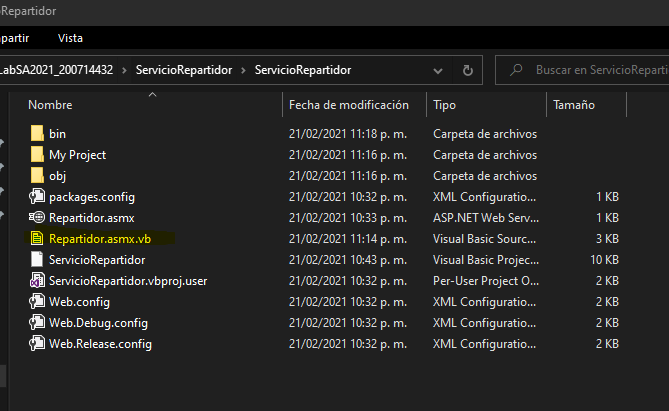 oRepartidor
partir Vista
LabSA2021_200714432 > ServicioRepartidor > ServicioRepartidor Buscar en ServicioReparti
Nombre Fecha de modificación Tipo Tamaño
bin 21/02/2021 11:18 p. m. Carpeta de archivos
My Project 21/02/2021 11:16 p. m. Carpeta de archivos
obj 21/02/2021 11:16 p. m. Carpeta de archivos
packages.config 21/02/2021 10:32 p. m. XML Configuratio... 1 KB
Repartidor.asmx 21/02/2021 10:33 p. m. ASP.NET Web Serv... 1 KB
Repartidor.asmx.vb 21/02/2021 11:14 p. m. Visual Basic Sourc... 3 KB
ServicioRepartidor 21/02/2021 10:43 p. m. Visual Basic Projec... 10 KB
ServicioRepartidor.vbproj.user 21/02/2021 10:32 p. m. Per-User Project O... 2 KB
Web.config 21/02/2021 10:32 p. m. XML Configuratio... 2 KB
Web.Debug.config 21/02/2021 10:32 p. m. XML Configuratio... 2 KB
Web.Release.config 21/02/2021 10:32 p. m. XML Configuratio... 2 KB